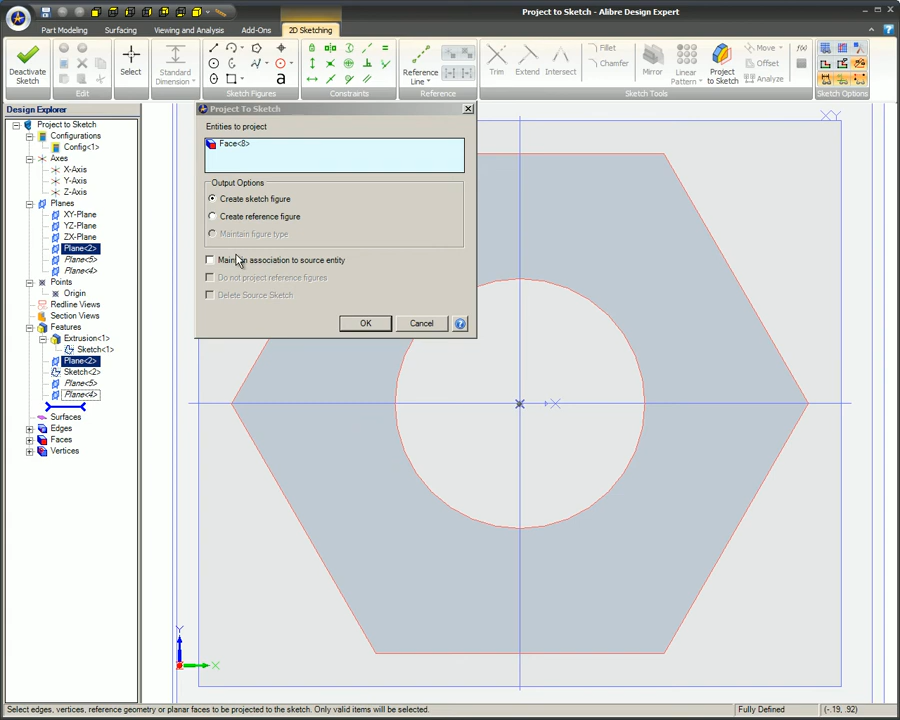 Project to Sketch - Alibre Design Expert
Part Modeling
Surfacing
Viewing and Analysis
Add-Ons
2D Sketching
Deactivate
Sketch
Select
Standard
Dimension
Reference
Line
Trim
Extend
Intersect
Fillet
Chamfer
Mirror
Linear
Pattern
Project
to Sketch
Move
Offset
Analyze
f(x)
Edit
Sketch Figures
Constraints
Reference
Sketch Tools
Sketch Options
Design Explorer
Project to Sketch
Configurations
Config<1>
Axes
X-Axis
Y-Axis
Z-Axis
Planes
XY-Plane
YZ-Plane
ZX-Plane
Plane<2>
Plane<5>
Plane<4>
Points
Origin
Redline Views
Section Views
Features
Extrusion<1>
Sketch<1>
Plane<2>
Sketch<2>
Plane<5>
Plane<4>
Surfaces
Edges
Faces
Vertices
Project To Sketch
Entities to project
Face<8>
Output Options
Create sketch figure
Create reference figure
Maintain figure type
Maintain association to source entity
Do not project reference figures
Delete Source Sketch
OK
Cancel
XY
X
Y
X
Select edges, vertices, reference geometry or planar faces to be projected to the sketch. Only valid items will be selected.
Fully Defined
(-.19, .92)